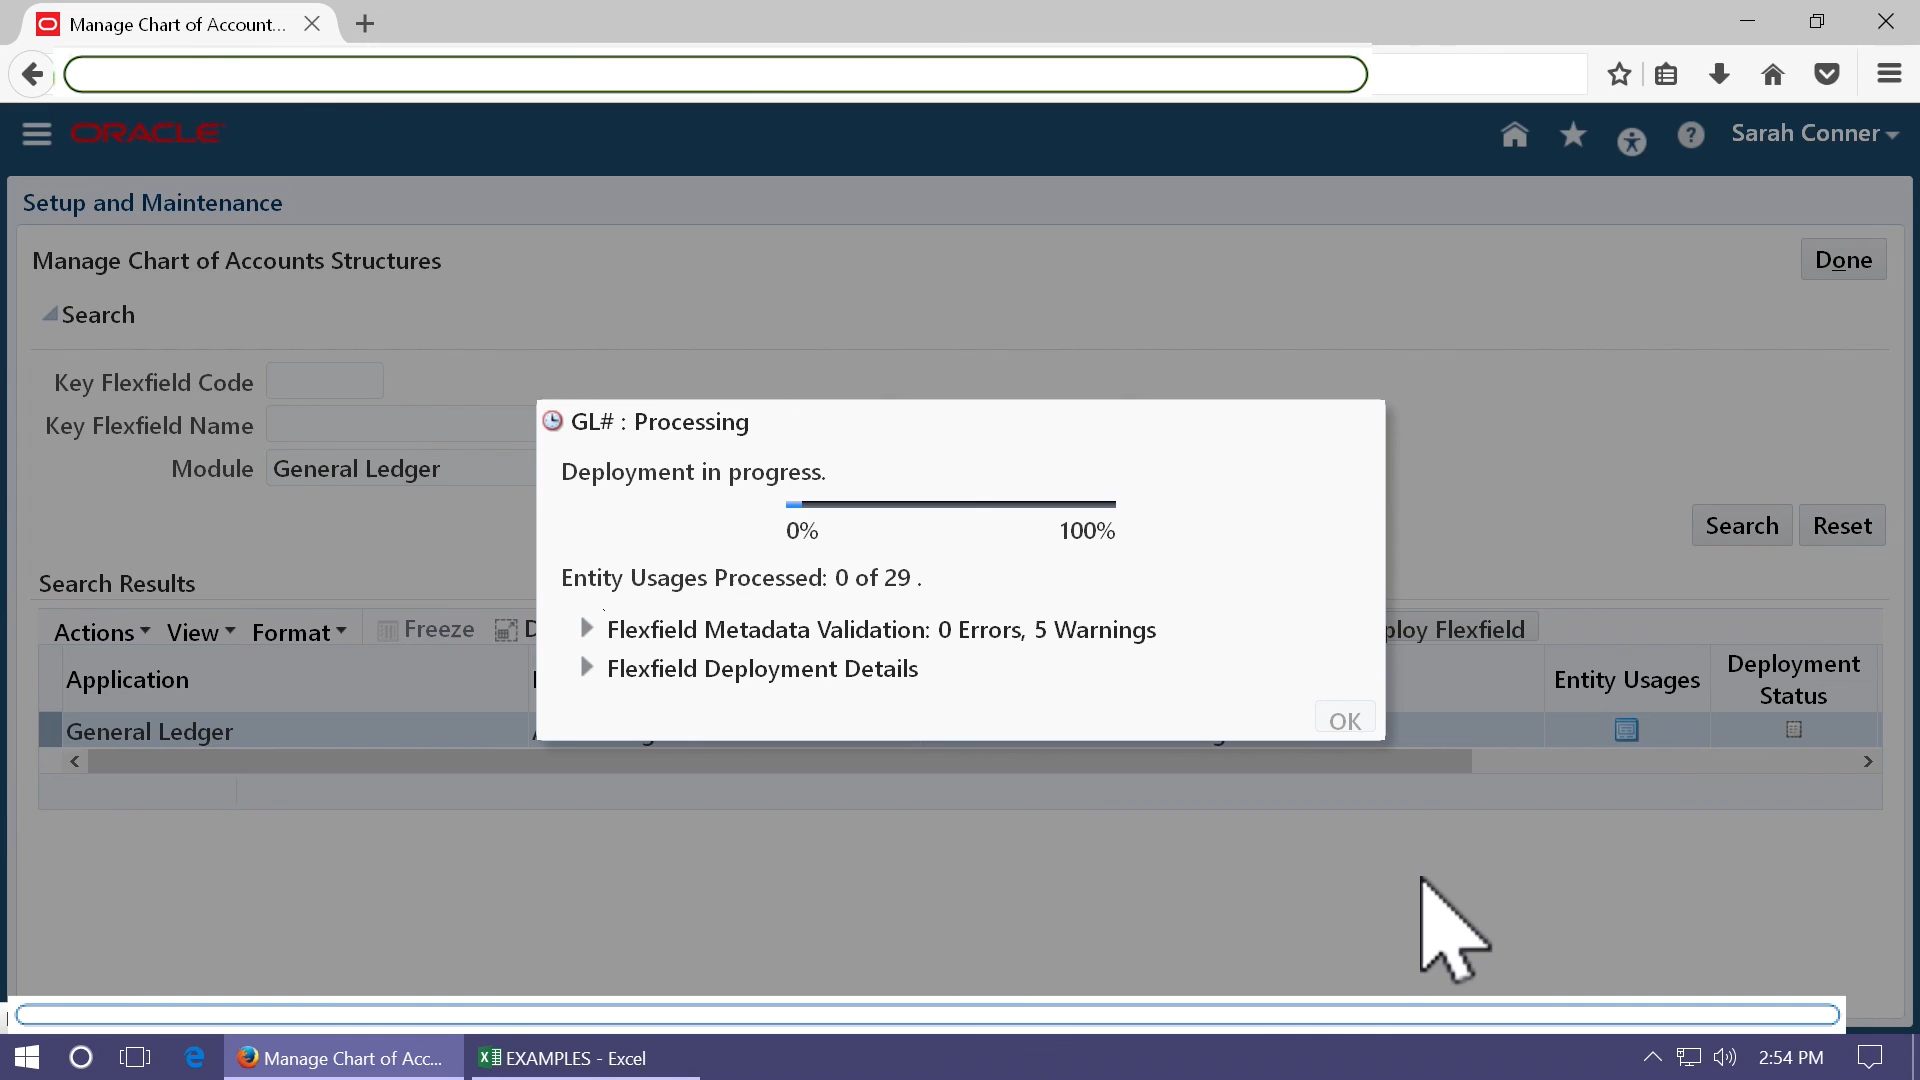 Manage Chart of Account...
ORACLE
Sarah Conner
Setup and Maintenance
Manage Chart of Accounts Structures
Done
Search
Key Flexfield Code
Key Flexfield Name
Module General Ledger
GL# : Processing
Deployment in progress.
0% 100%
Entity Usages Processed: 0 of 29 .
Flexfield Metadata Validation: 0 Errors, 5 Warnings
Flexfield Deployment Details
OK
Search Reset
Search Results
Actions View Format Freeze D ploy Flexfield
Application Entity Usages Deployment Status
General Ledger
Manage Chart of Acc... EXAMPLES - Excel 2:54 PM